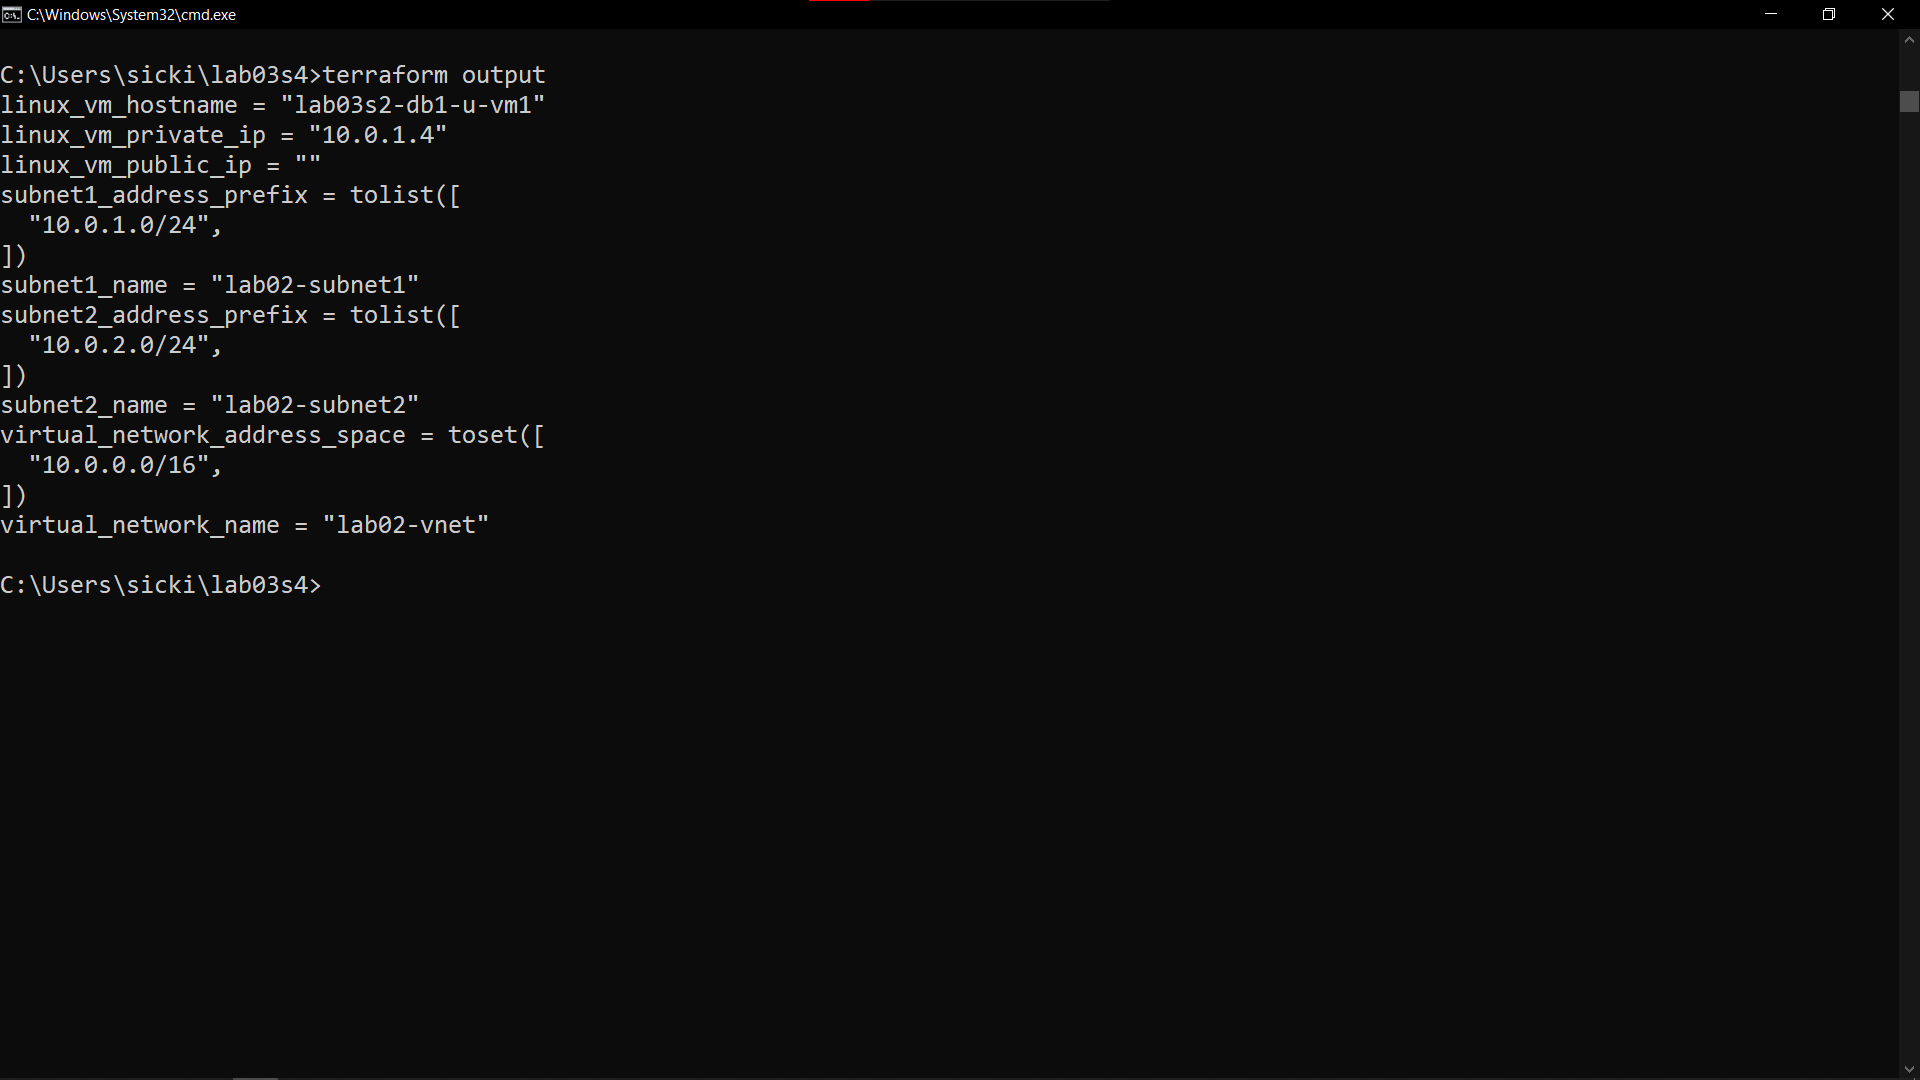 C:\Windows\System32\cmd.exe
C:\Users\sicki\lab03s4>terraform output
linux_vm_hostname = "lab03s2-db1-u-vm1"
linux_vm_private_ip = "10.0.1.4"
linux_vm_public_ip = ""
subnet1_address_prefix = tolist([
  "10.0.1.0/24",
])
subnet1_name = "lab02-subnet1"
subnet2_address_prefix = tolist([
  "10.0.2.0/24",
])
subnet2_name = "lab02-subnet2"
virtual_network_address_space = toset([
  "10.0.0.0/16",
])
virtual_network_name = "lab02-vnet"
C:\Users\sicki\lab03s4>